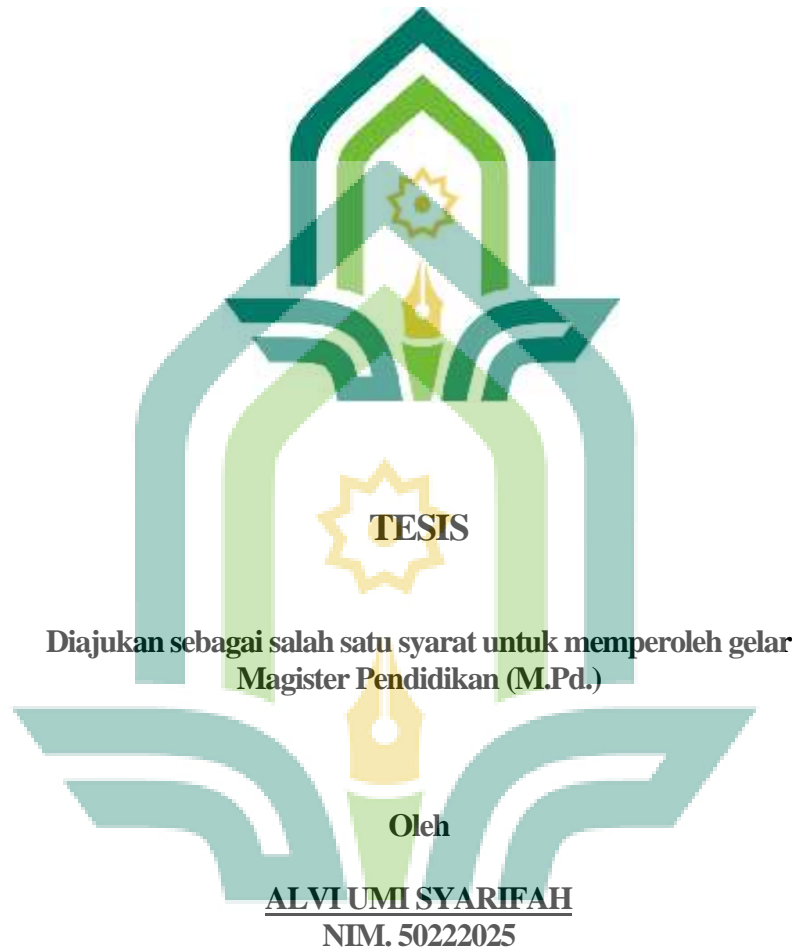 TESIS
Diajukan sebagai salah satu syarat untuk memperoleh gelar
Magister Pendidikan (M.Pd.)
Oleh
ALVI UMI SYARIFAH
NIM. 50222025